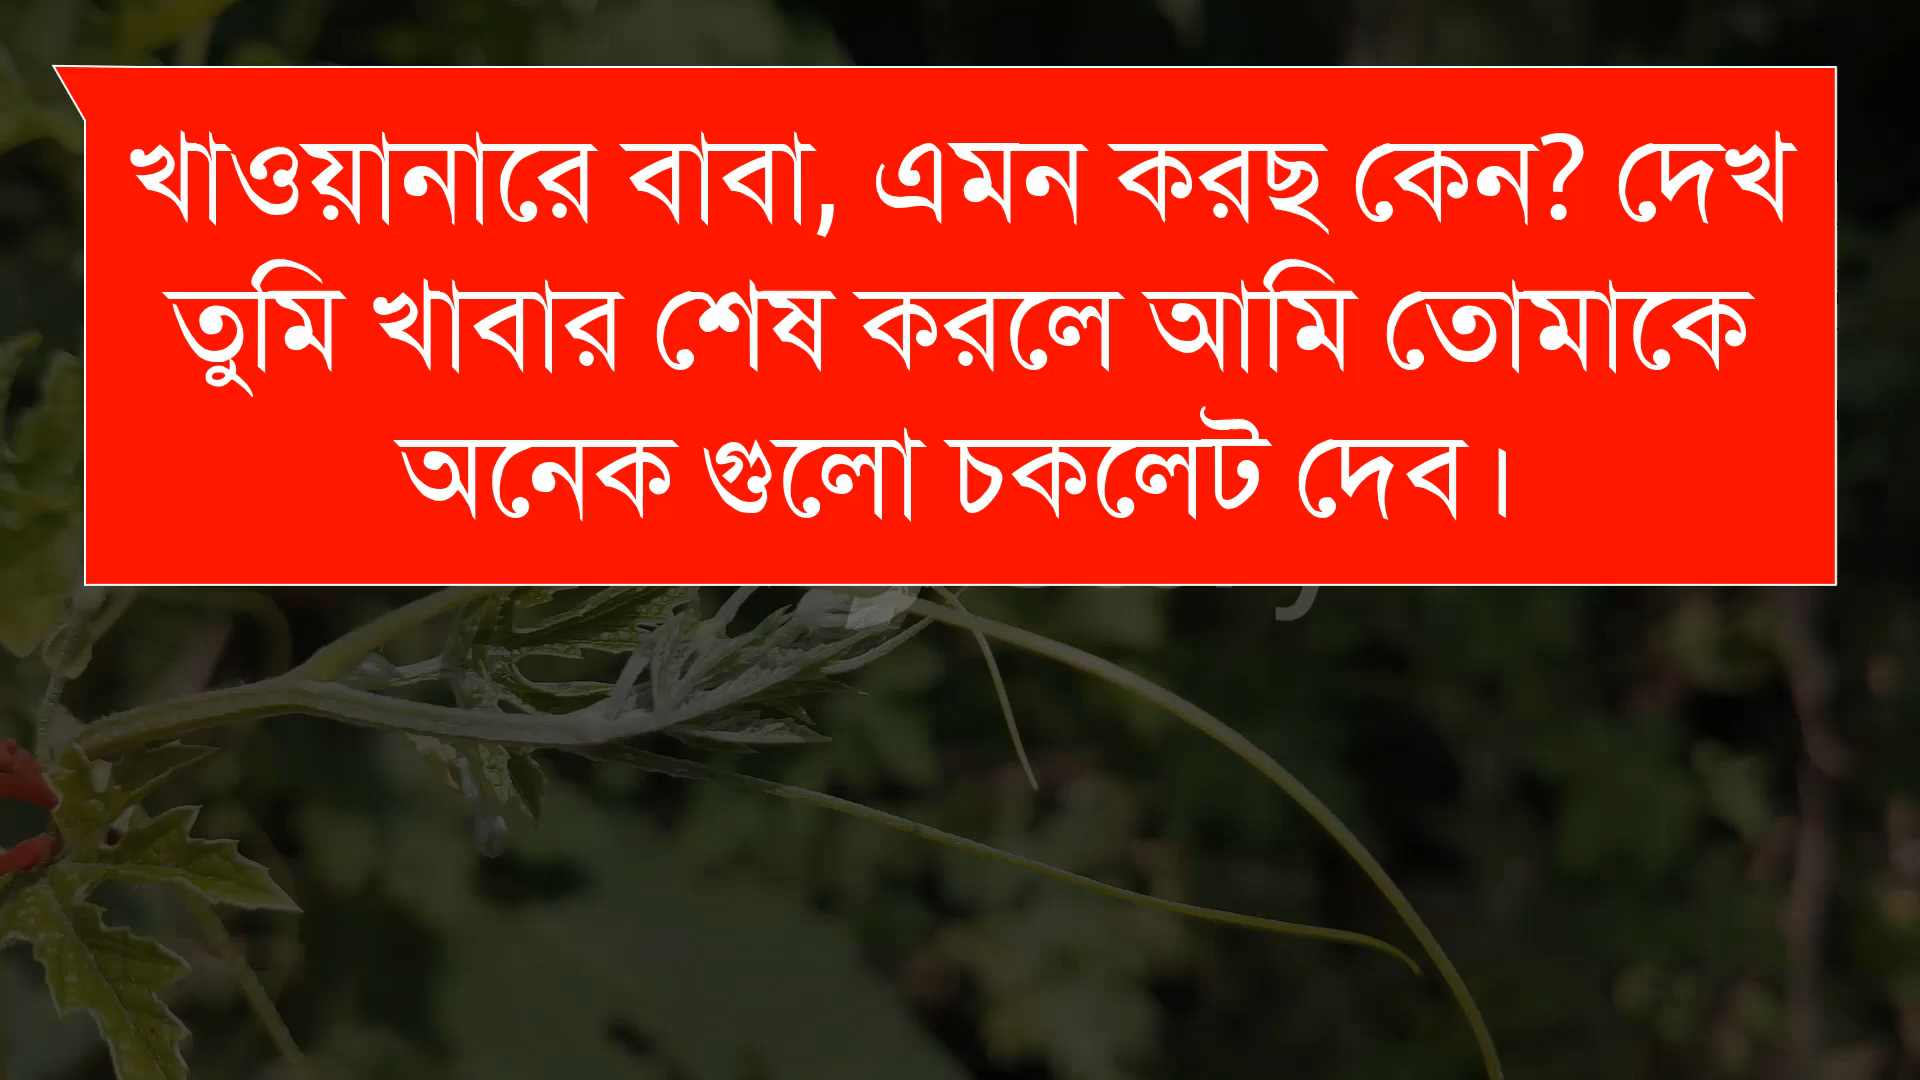 খাওয়ানারে বাবা, এমন করছ কেন? দেখ
তুমি খাবার শেষ করলে আমি তোমাকে
অনেক গুলো চকলেট দেব।